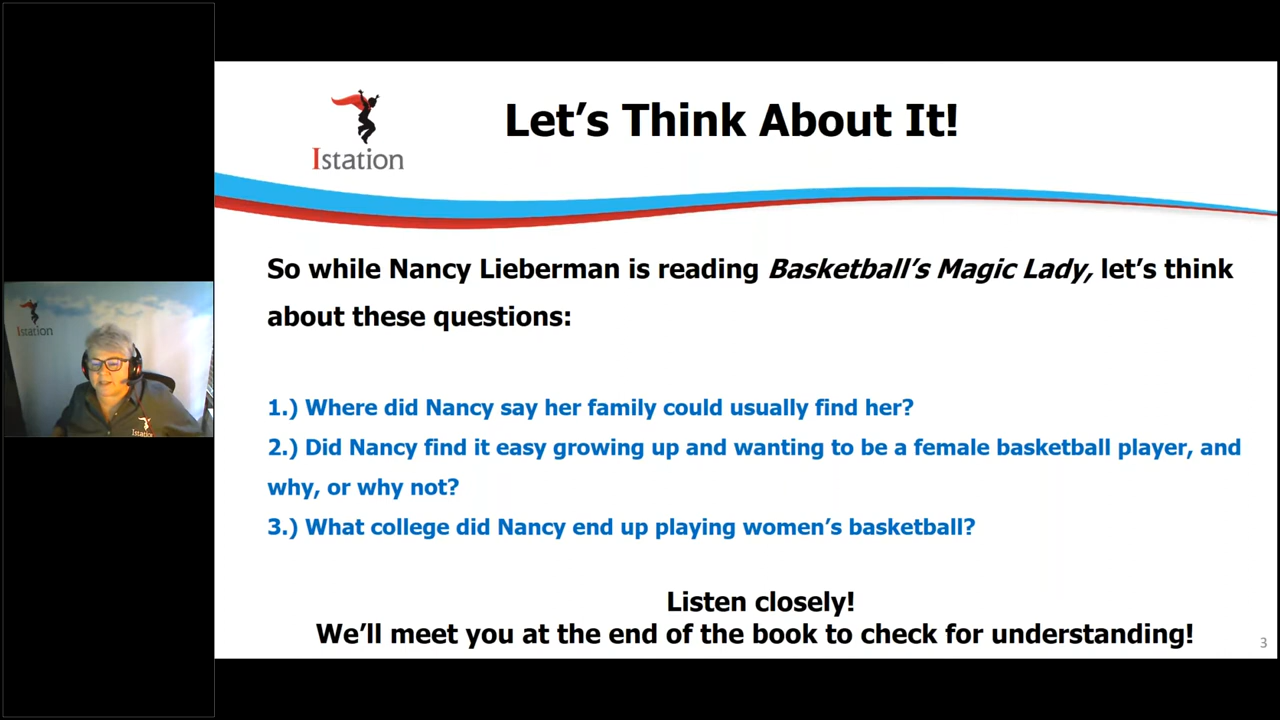 Istation
Let's Think About It!
So while Nancy Lieberman is reading Basketball's Magic Lady, let's think
about these questions:
1.) Where did Nancy say her family could usually find her?
2.) Did Nancy find it easy growing up and wanting to be a female basketball player, and
why, or why not?
3.) What college did Nancy end up playing women's basketball?
Listen closely!
We'll meet you at the end of the book to check for understanding!
3
Istation
Istation